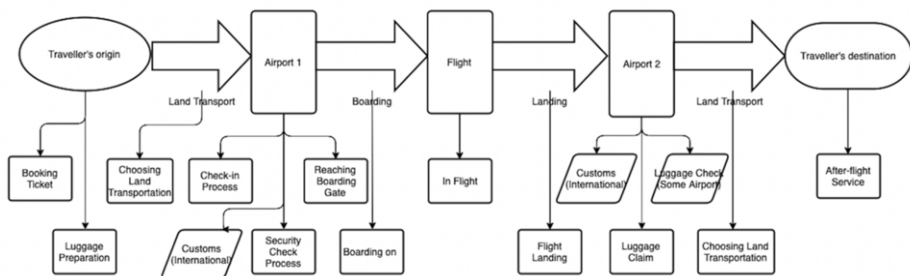 Traveller's origin
Airport 1
Flight
Airport 2
Traveller's destination
Land Transport
Boarding
Landing
Land Transport
Booking
Ticket
Choosing
Land
Transportation
Check-in
Process
Reaching
Boarding
Gate
In Flight
Customs
(International)
Luggage Check
(Some Airport)
After-flight
Service
Luggage
Preparation
Customs
(International)
Security
Check
Process
Boarding on
Flight
Landing
Luggage
Claim
Choosing Land
Transportation